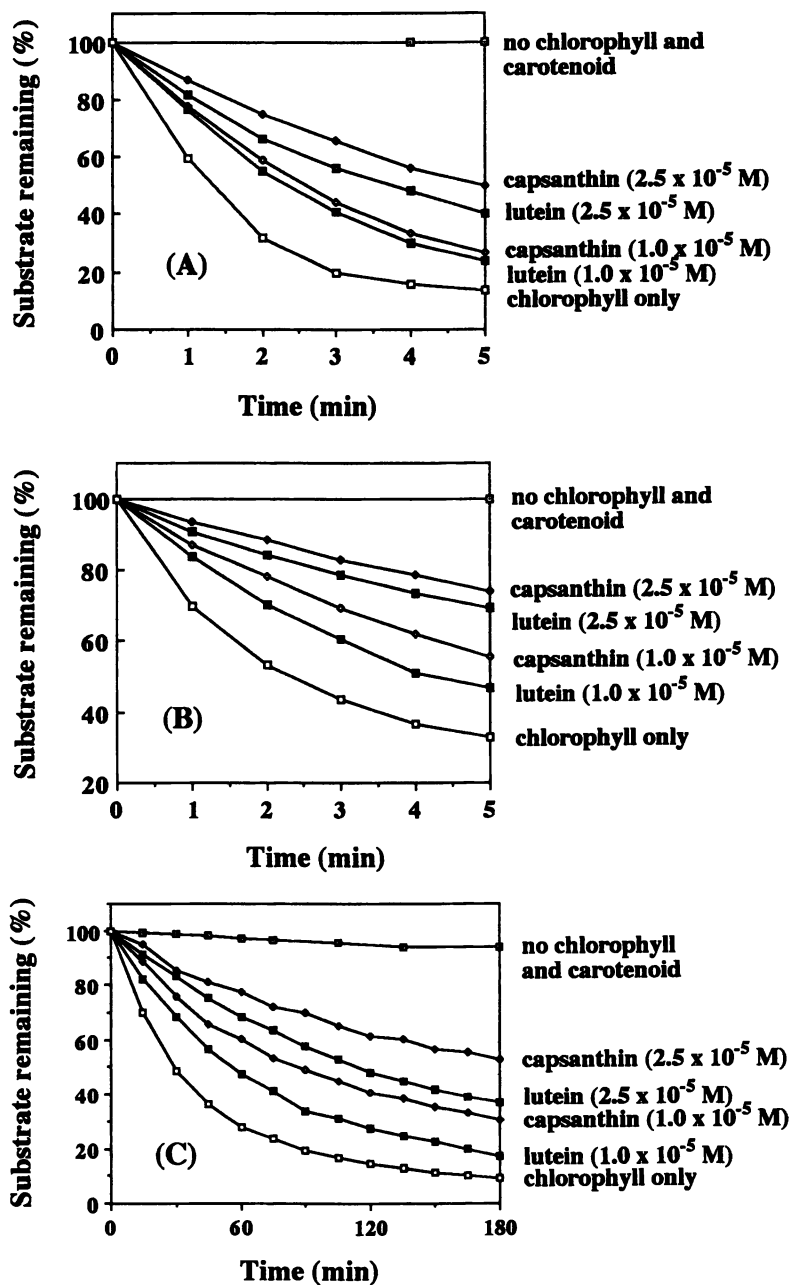 Substrate remaining (%)
100
80
60
40
20
0
(A)
0 1 2 3 4 5
Time (min)
no chlorophyll and
carotenoid
capsanthin (2.5 x 10⁻⁵ M)
lutein (2.5 x 10⁻⁵ M)
capsanthin (1.0 x 10⁻⁵ M)
lutein (1.0 x 10⁻⁵ M)
chlorophyll only
Substrate remaining (%)
100
80
60
40
20
(B)
0 1 2 3 4 5
Time (min)
no chlorophyll and
carotenoid
capsanthin (2.5 x 10⁻⁵ M)
lutein (2.5 x 10⁻⁵ M)
capsanthin (1.0 x 10⁻⁵ M)
lutein (1.0 x 10⁻⁵ M)
chlorophyll only
Substrate remaining (%)
100
80
60
40
20
0
(C)
0 60 120 180
Time (min)
no chlorophyll
and carotenoid
capsanthin (2.5 x 10⁻⁵ M)
lutein (2.5 x 10⁻⁵ M)
capsanthin (1.0 x 10⁻⁵ M)
lutein (1.0 x 10⁻⁵ M)
chlorophyll only